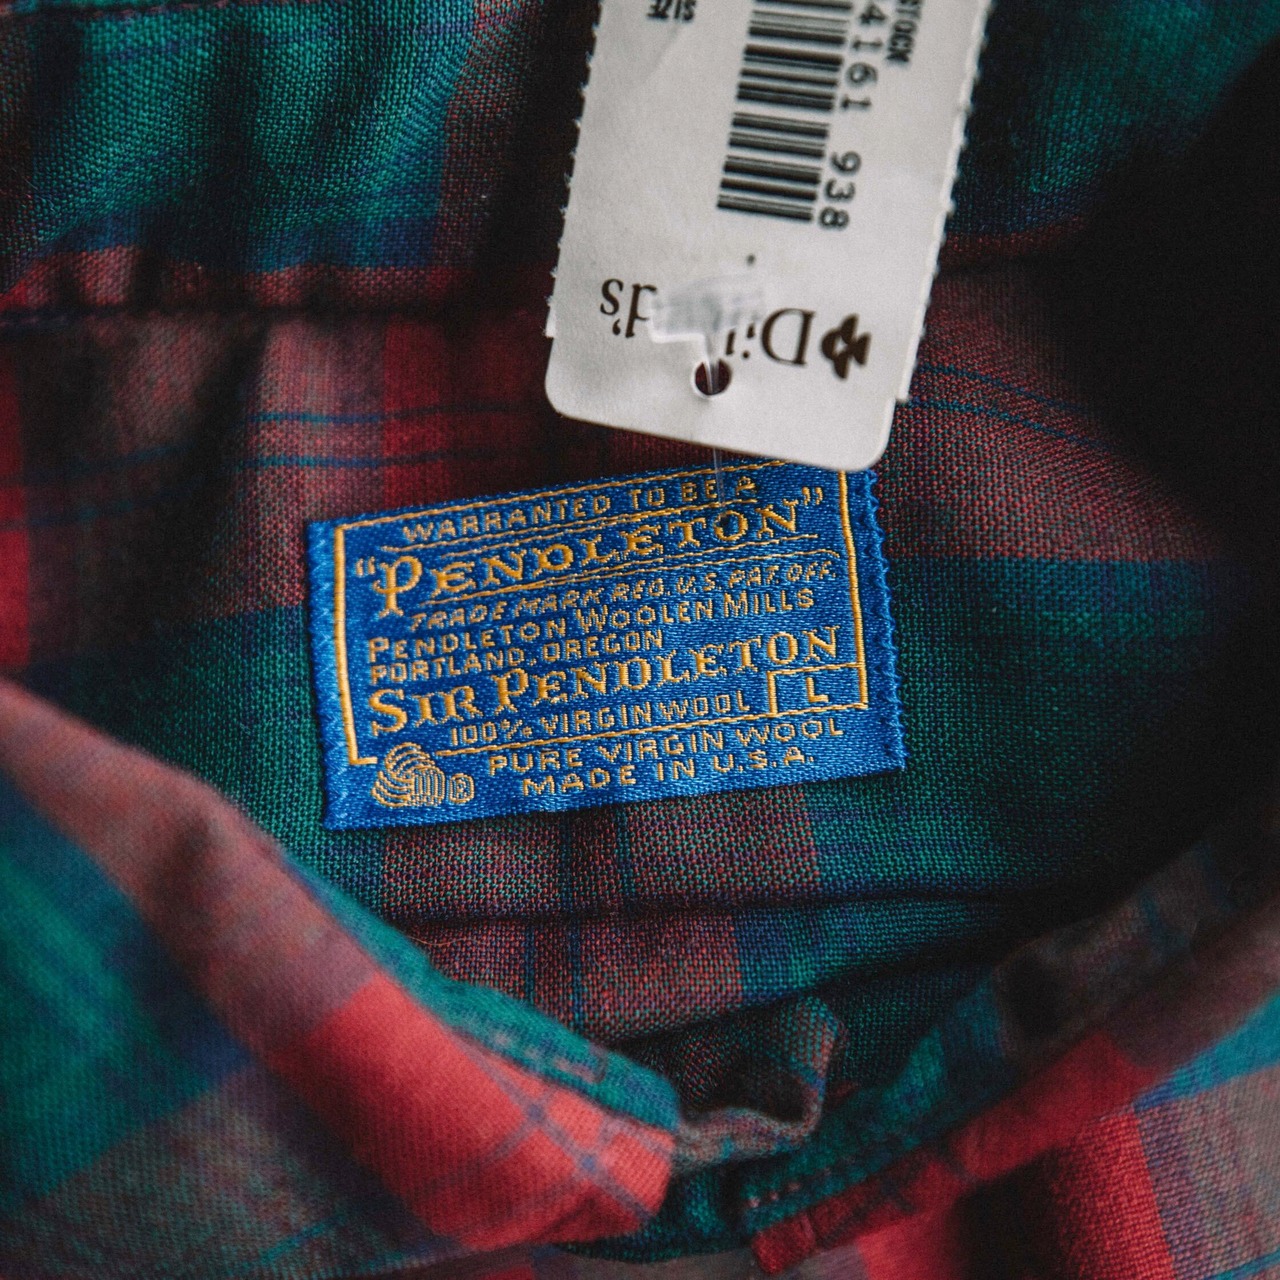 SIZE
STOCK
4161 938
WARRANTED TO BE A
"PENDLETON"
TRADE MARK REG. U.S. PAT. OFF.
PENDLETON WOOLEN MILLS
PORTLAND, OREGON
SIR PENDLETON
100% VIRGIN WOOL L
PURE VIRGIN WOOL
MADE IN U.S.A.